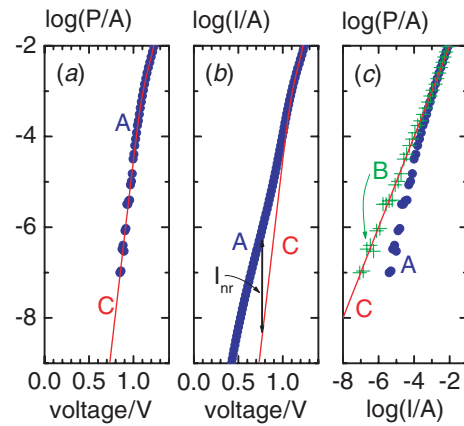 log(P/A) log(I/A) log(P/A)
-2
-4
-6
-8
(a)
A
C
0.0 0.5 1.0
voltage/V
(b)
A
C
I_nr
0.0 0.5 1.0
voltage/V
(c)
B
A
C
-8 -6 -4 -2
log(I/A)